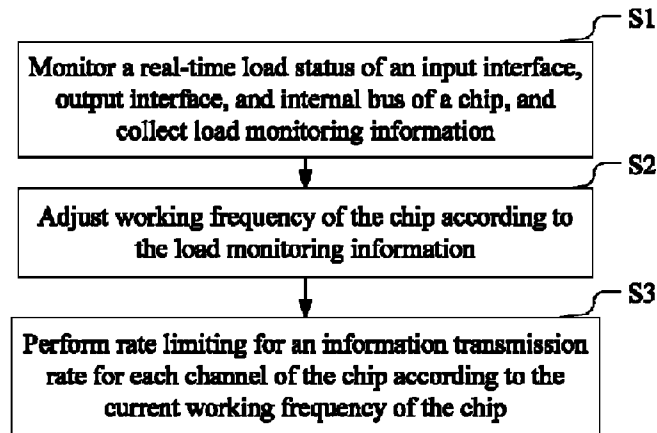 S1
Monitor a real-time load status of an input interface,
output interface, and internal bus of a chip, and
collect load monitoring information
S2
Adjust working frequency of the chip according to
the load monitoring information
S3
Perform rate limiting for an information transmission
rate for each channel of the chip according to the
current working frequency of the chip